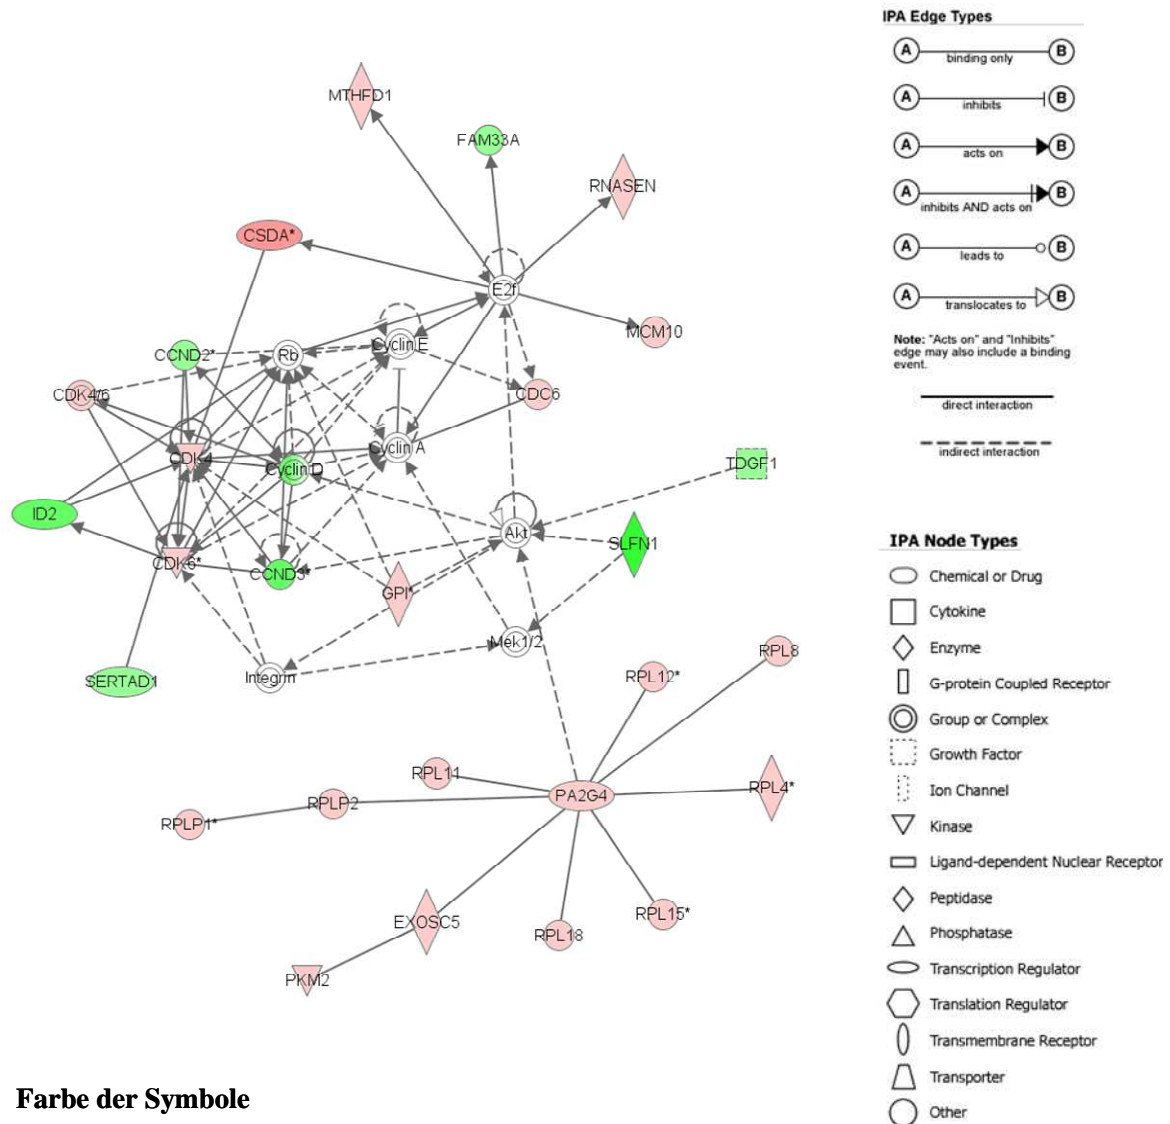 IPA Edge Types
A B
binding only
A B
inhibits
A B
acts on
A B
inhibits AND acts on
A B
leads to
A B
translocates to
Note: "Acts on" and "Inhibits"
edge may also include a binding
event.
direct interaction
indirect interaction
MTHFD1
FAM33A
RNASEN
CSDA*
E2f
MCM10
CCND2*
Rb
Cyclin E
CDK4/6
CDC6
CDK4
Cyclin D
Cyclin A
TDGF1
ID2
Akt
SLFN1
CDK6*
CCND3*
GPI*
Mek1/2
SERTAD1
Integrin
RPL8
RPL12*
RPL11
PA2G4
RPL4*
RPLP2
RPLP1*
EXOSC5
RPL18
RPL15*
PKM2
IPA Node Types
Chemical or Drug
Cytokine
Enzyme
G-protein Coupled Receptor
Group or Complex
Growth Factor
Ion Channel
Kinase
Ligand-dependent Nuclear Receptor
Peptidase
Phosphatase
Transcription Regulator
Translation Regulator
Transmembrane Receptor
Transporter
Other
Farbe der Symbole